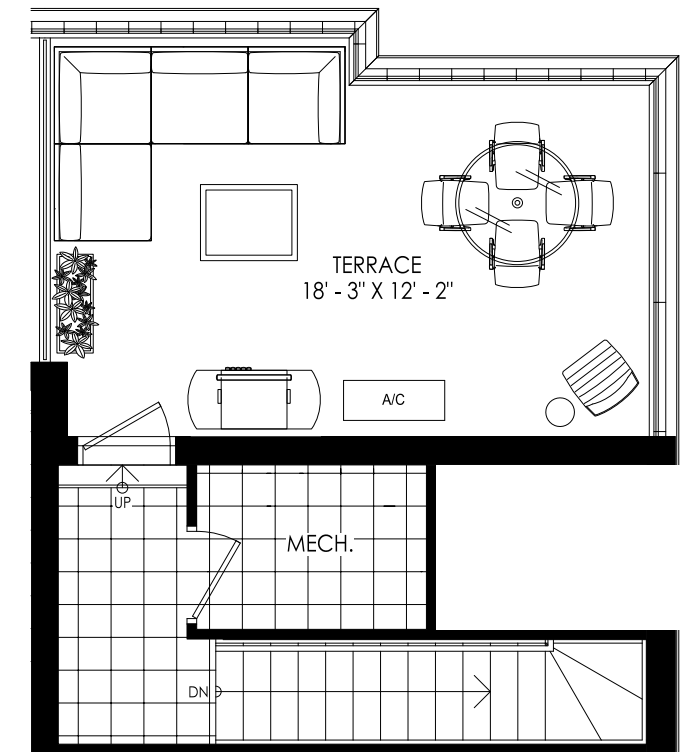 TERRACE
18' - 3" X 12' - 2"
A/C
UP
MECH.
DN